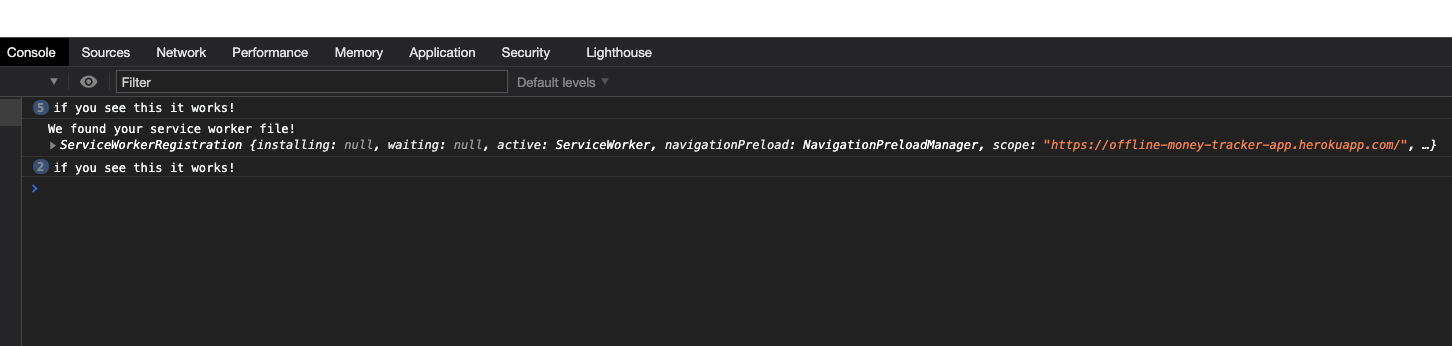 Console Sources Network Performance Memory Application Security Lighthouse
Filter Default levels
5 if you see this it works!
We found your service worker file!
ServiceWorkerRegistration {installing: null, waiting: null, active: ServiceWorker, navigationPreload: NavigationPreloadManager, scope: "https://offline-money-tracker-app.herokuapp.com/", …}
2 if you see this it works!